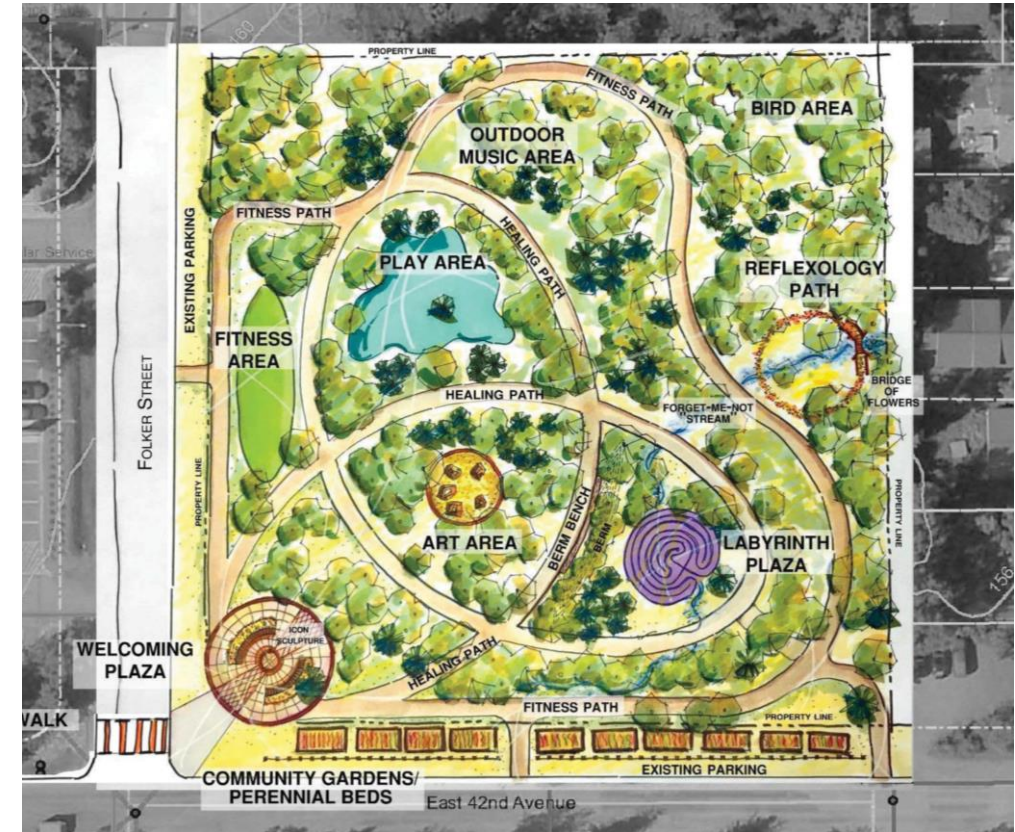 160
PROPERTY LINE
FITNESS PATH
BIRD AREA
OUTDOOR
MUSIC AREA
FITNESS PATH
HEALING PATH
EXISTING PARKING
PLAY AREA
REFLEXOLOGY
PATH
Service
FITNESS
AREA
BRIDGE
OF
FLOWERS
FOLKER STREET
HEALING PATH
FORGET-ME-NOT
"STREAM"
PROPERTY LINE
PROPERTY LINE
BERM BENCH
BERM
ART AREA
LABYRINTH
PLAZA
156
ICON
SCULPTURE
WELCOMING
PLAZA
HEALING PATH
WALK
FITNESS PATH
PROPERTY LINE
EXISTING PARKING
COMMUNITY GARDENS/
PERENNIAL BEDS
East 42nd Avenue